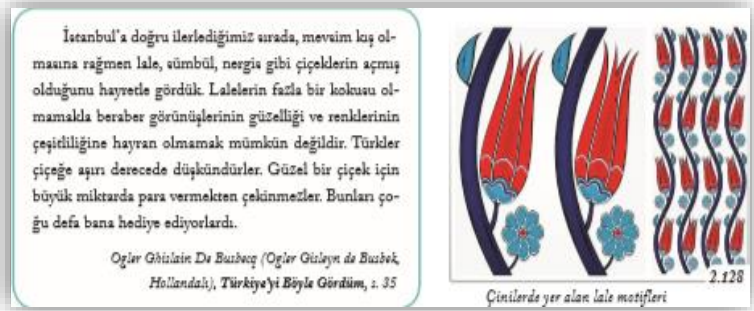 İstanbul'a doğru ilerlediğimiz sırada, mevsim kış ol-
masına rağmen lale, sümbül, nergis gibi çiçeklerin açmış
olduğunu hayretle gördük. Lalelerin fazla bir kokusu ol-
mamakla beraber görünüşlerinin güzelliği ve renklerinin
çeşitliliğine hayran olmamak mümkün değildir. Türkler
çiçeğe aşırı derecede düşkündürler. Güzel bir çiçek için
büyük miktarda para vermekten çekinmezler. Bunları ço-
ğu defa bana hediye ediyorlardı.
Ogler Ghislain De Busbecq (Ogler Gisleyn de Busbek,
Hollandalı), Türkiye'yi Böyle Gördüm, s. 35
2.128
Çinilerde yer alan lale motifleri